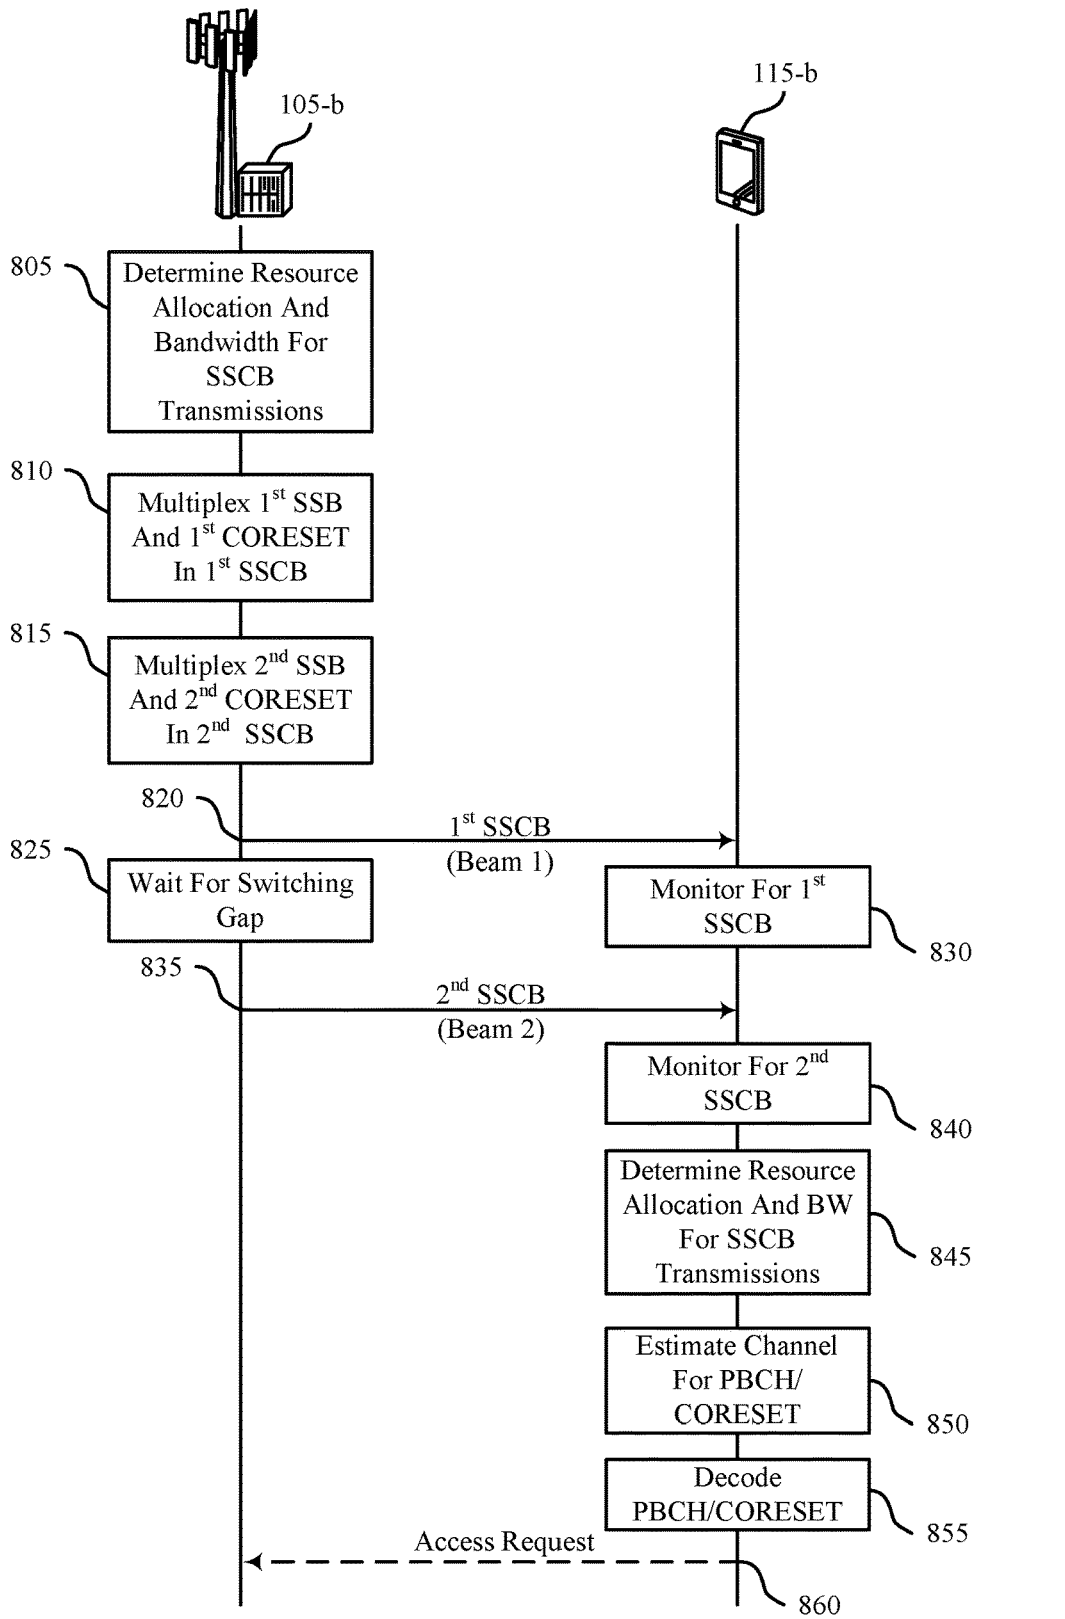 115-b
105-b
805
Determine Resource
Allocation And
Bandwidth For
SSCB
Transmissions
810
Multiplex 1st SSB
And 1st CORESET
In 1st SSCB
815
Multiplex 2nd SSB
And 2nd CORESET
In 2nd SSCB
820
1st SSCB
(Beam 1)
825
Wait For Switching
Gap
Monitor For 1st
SSCB
830
835
2nd SSCB
(Beam 2)
Monitor For 2nd
SSCB
840
Determine Resource
Allocation And BW
For SSCB
Transmissions
845
Estimate Channel
For PBCH/
CORESET
850
Decode
PBCH/CORESET
855
Access Request
860